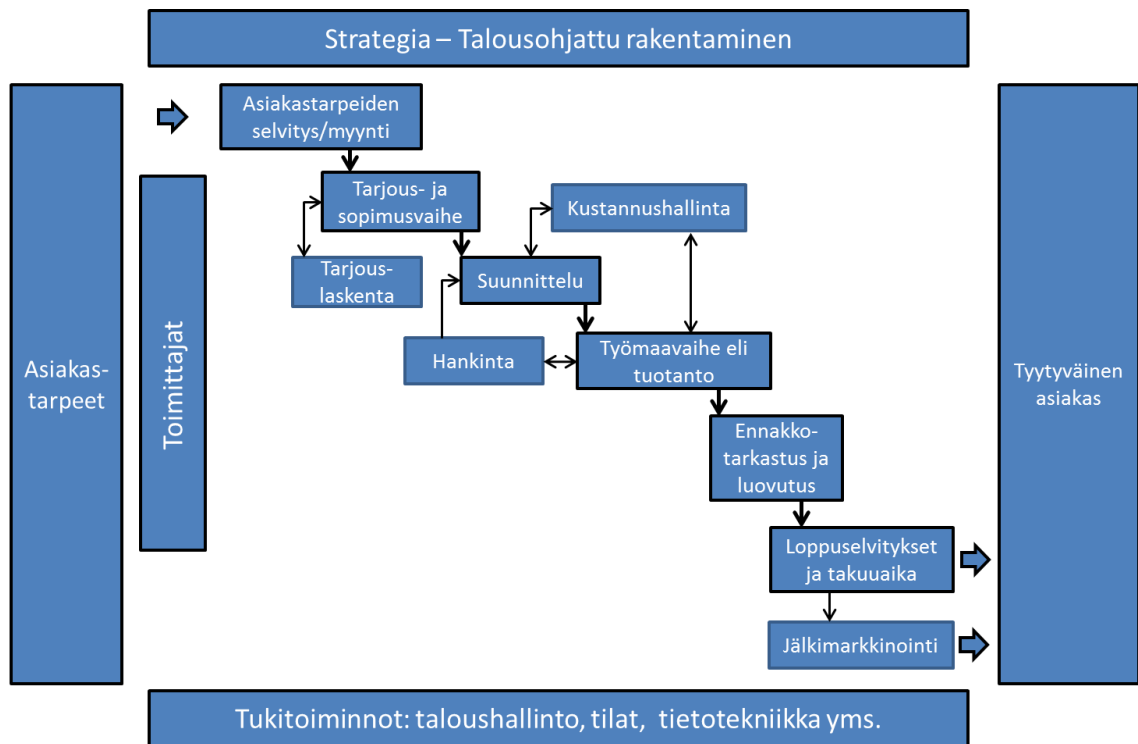 Strategia – Talousohjattu rakentaminen
Asiakas-
tarpeet
Toimittajat
Asiakastarpeiden
selvitys/myynti
Tarjous- ja
sopimusvaihe
Kustannushallinta
Tarjous-
laskenta
Suunnittelu
Hankinta
Työmaavaihe eli
tuotanto
Ennakko-
tarkastus ja
luovutus
Loppuselvitykset
ja takuuaika
Jälkimarkkinointi
Tyytyväinen
asiakas
Tukitoiminnot: taloushallinto, tilat, tietotekniikka yms.